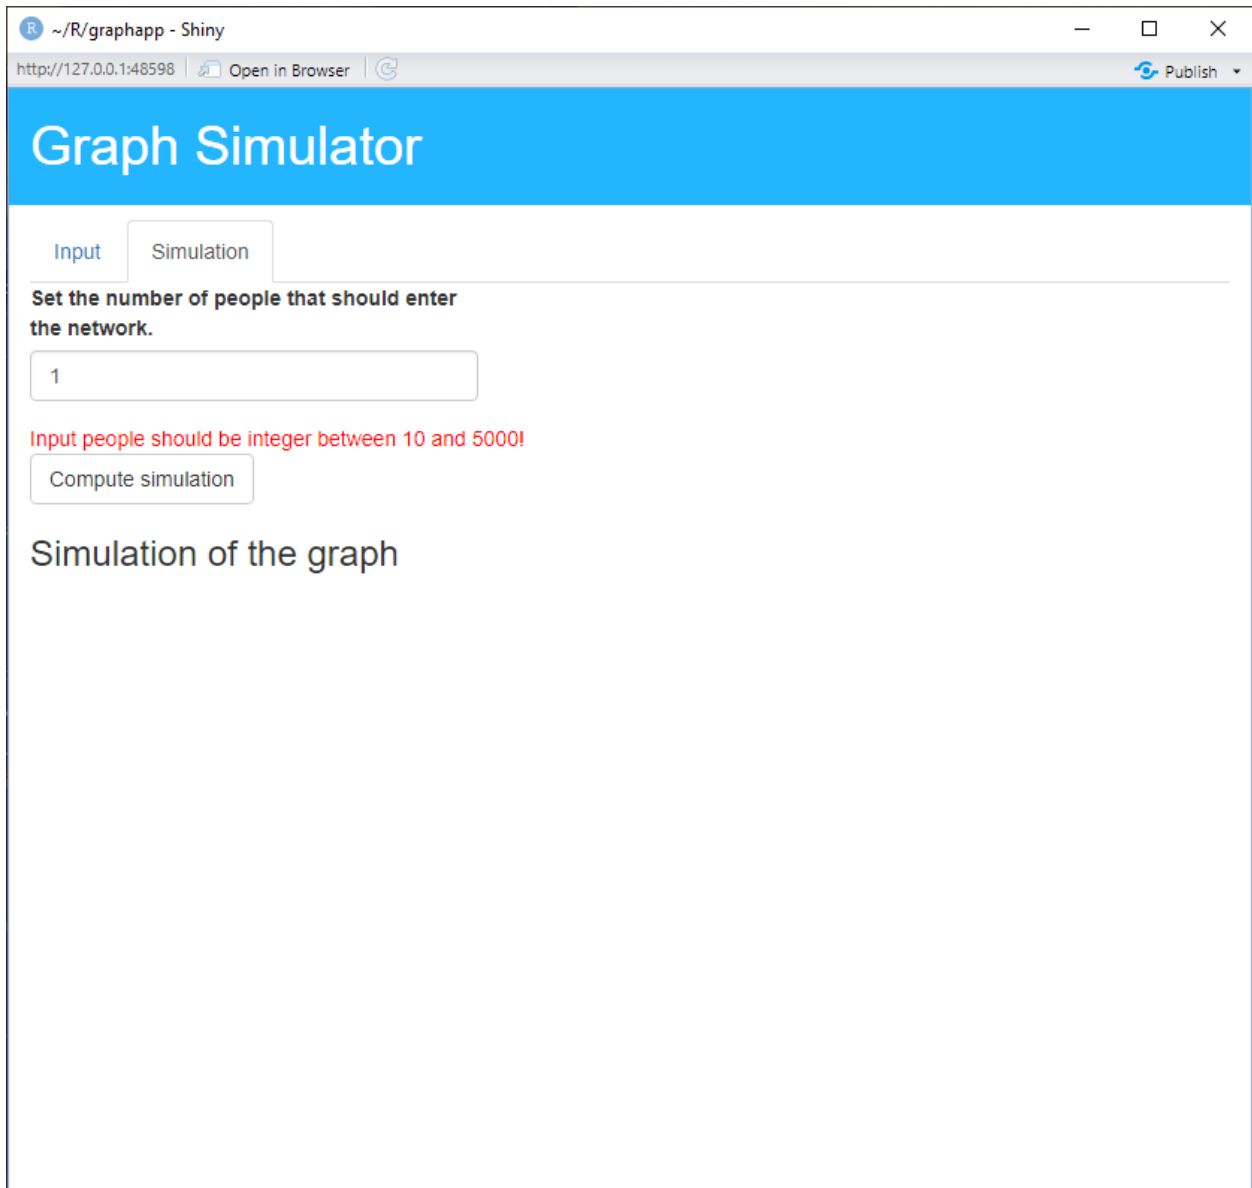 R ~/R/graphapp - Shiny
http://127.0.0.1:48598 Open in Browser Publish
Graph Simulator
Input Simulation
Set the number of people that should enter
the network.
1
Input people should be integer between 10 and 5000!
Compute simulation
Simulation of the graph